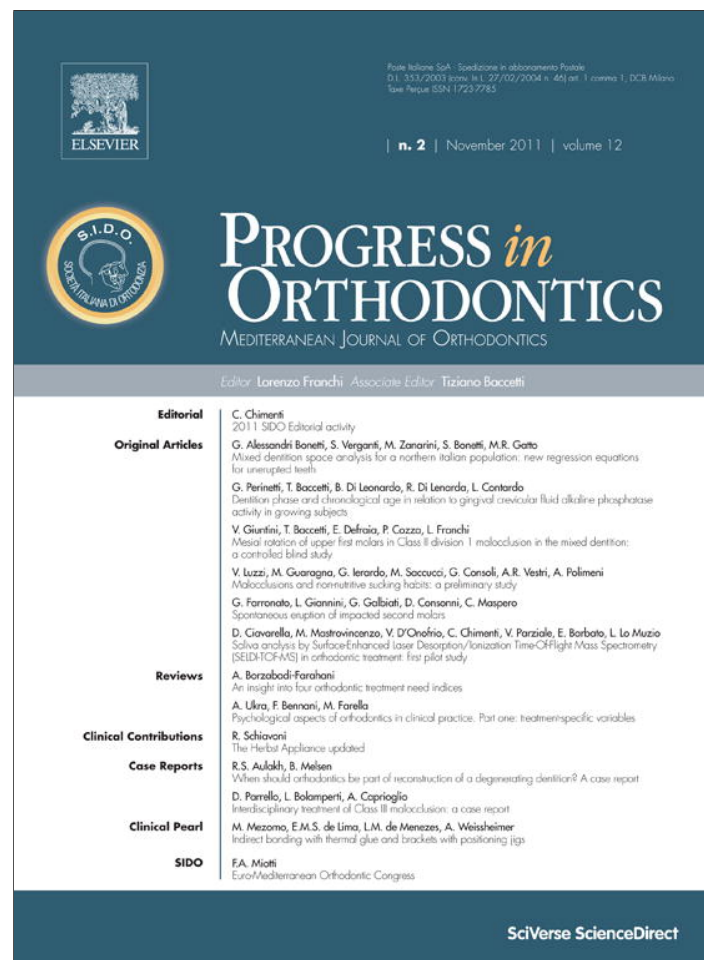 Poste Italiane SpA - Spedizione in abbonamento Postale
D.L. 353/2003 (conv. In L. 27/02/2004 n. 46) art. 1 comma 1, DCB Milano
Taxe Perçue ISSN 1723-7785
ELSEVIER
| n. 2 | November 2011 | volume 12
S.I.D.O.
SOCIETÀ ITALIANA DI ORTODONZIA
PROGRESS in
ORTHODONTICS
MEDITERRANEAN JOURNAL OF ORTHODONTICS
Editor Lorenzo Franchi Associate Editor Tiziano Baccetti
Editorial C. Chimenti
2011 SIDO Editorial activity
Original Articles G. Alessandri Bonetti, S. Verganti, M. Zanarini, S. Bonetti, M.R. Gatto
Mixed dentition space analysis for a northern italian population: new regression equations
for unerupted teeth
G. Perinetti, T. Baccetti, B. Di Leonardo, R. Di Lenarda, L. Contardo
Dentition phase and chronological age in relation to gingival crevicular fluid alkaline phosphatase
activity in growing subjects
V. Giuntini, T. Baccetti, E. Defraia, P. Cozza, L. Franchi
Mesial rotation of upper first molars in Class II division 1 malocclusion in the mixed dentition:
a controlled blind study
V. Luzzi, M. Guaragna, G. Ierardo, M. Saccucci, G. Consoli, A.R. Vestri, A. Polimeni
Malocclusions and non-nutritive sucking habits: a preliminary study
G. Farronato, L. Giannini, G. Galbiati, D. Consonni, C. Maspero
Spontaneous eruption of impacted second molars
D. Ciavarella, M. Mastrovincenzo, V. D'Onofrio, C. Chimenti, V. Parziale, E. Barbato, L. Lo Muzio
Saliva analysis by Surface-Enhanced Laser Desorption/Ionization Time-Of-Flight Mass Spectrometry
(SELDI-TOF-MS) in orthodontic treatment: first pilot study
Reviews A. Borzabadi-Farahani
An insight into four orthodontic treatment need indices
A. Ukra, F. Bennani, M. Farella
Psychological aspects of orthodontics in clinical practice. Part one: treatment-specific variables
Clinical Contributions R. Schiavoni
The Herbst Appliance updated
Case Reports R.S. Aulakh, B. Melsen
When should orthodontics be part of reconstruction of a degenerating dentition? A case report
D. Parrello, L. Bolamperti, A. Caprioglio
Interdisciplinary treatment of Class III malocclusion: a case report
Clinical Pearl M. Mezomo, E.M.S. de Lima, L.M. de Menezes, A. Weissheimer
Indirect bonding with thermal glue and brackets with positioning jigs
SIDO F.A. Miotti
Euro-Mediterranean Orthodontic Congress
SciVerse ScienceDirect